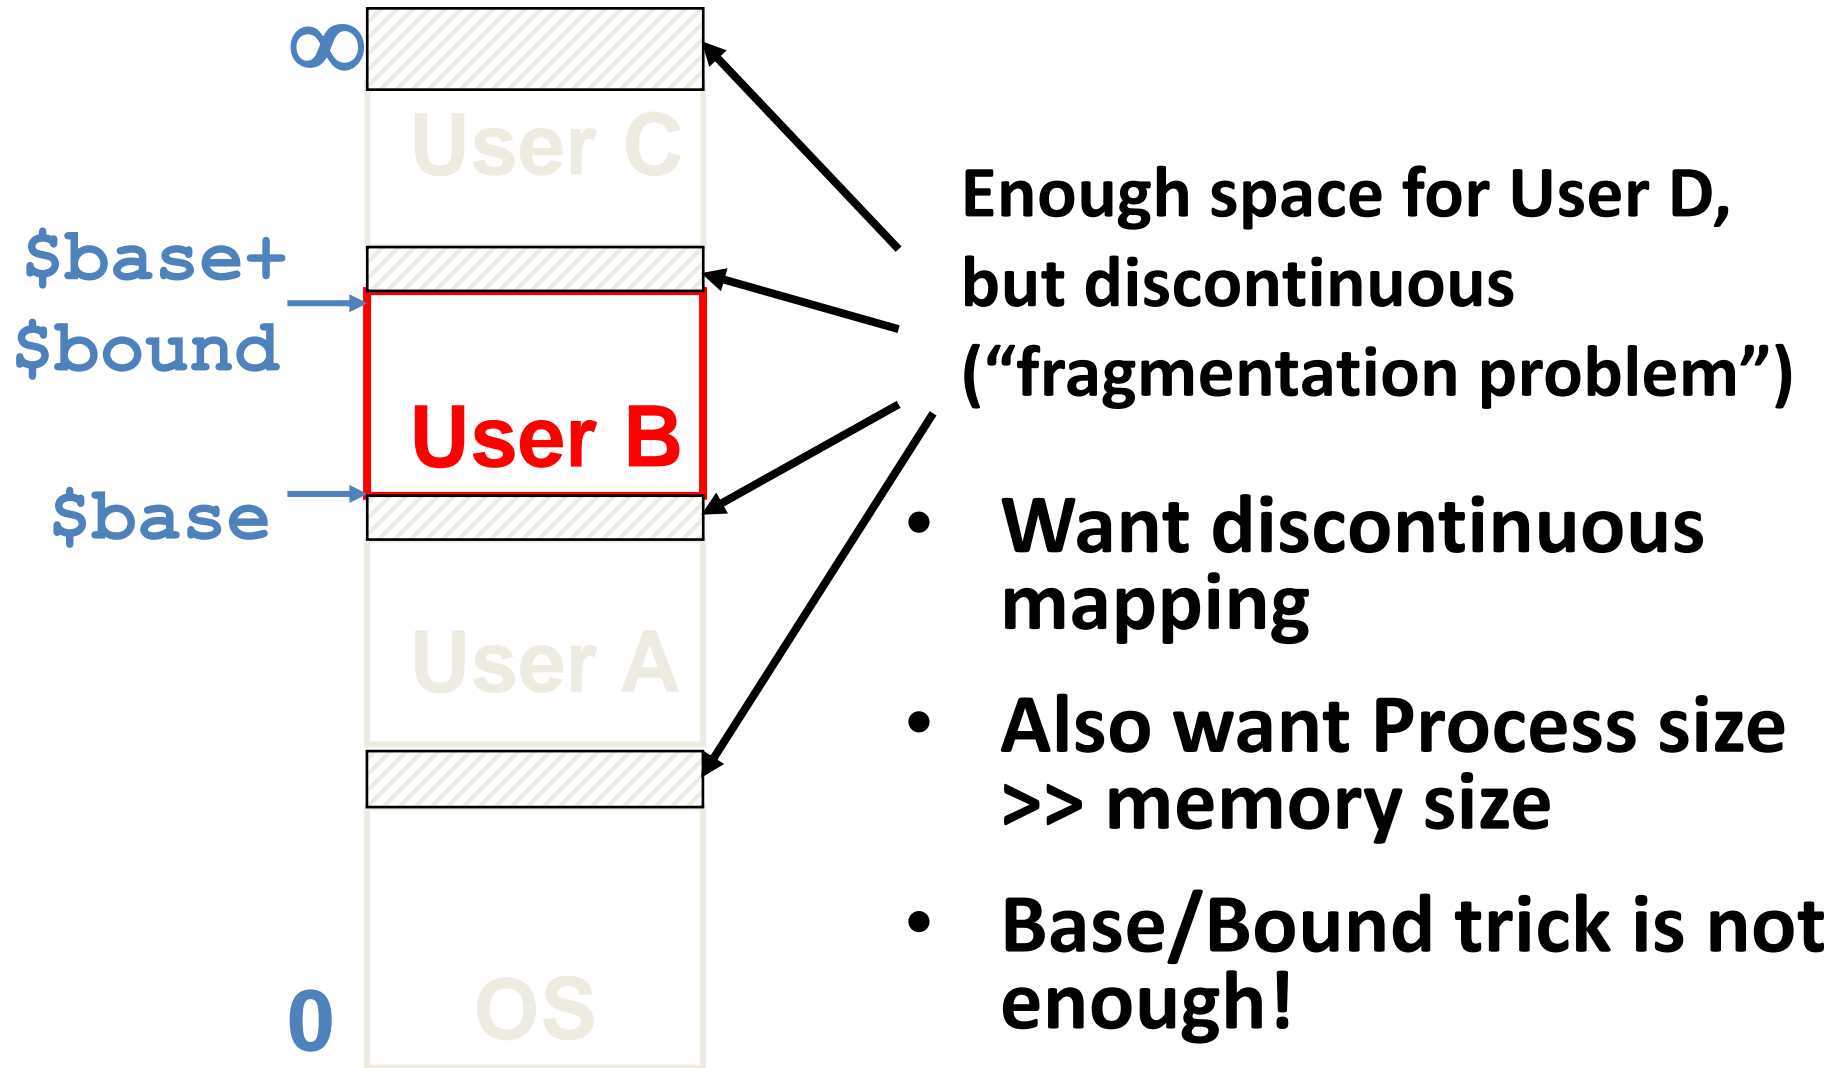 ∞
User C
$base+
$bound
User B
$base
User A
OS
0
Enough space for User D,
but discontinuous
(“fragmentation problem”)
• Want discontinuous
mapping
• Also want Process size
>> memory size
• Base/Bound trick is not
enough!